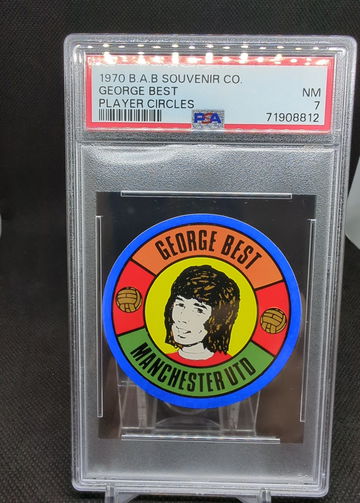 1970 B.A.B SOUVENIR CO.
GEORGE BEST NM
PLAYER CIRCLES 7
PSA 71908812
GEORGE BEST
MANCHESTER UTD